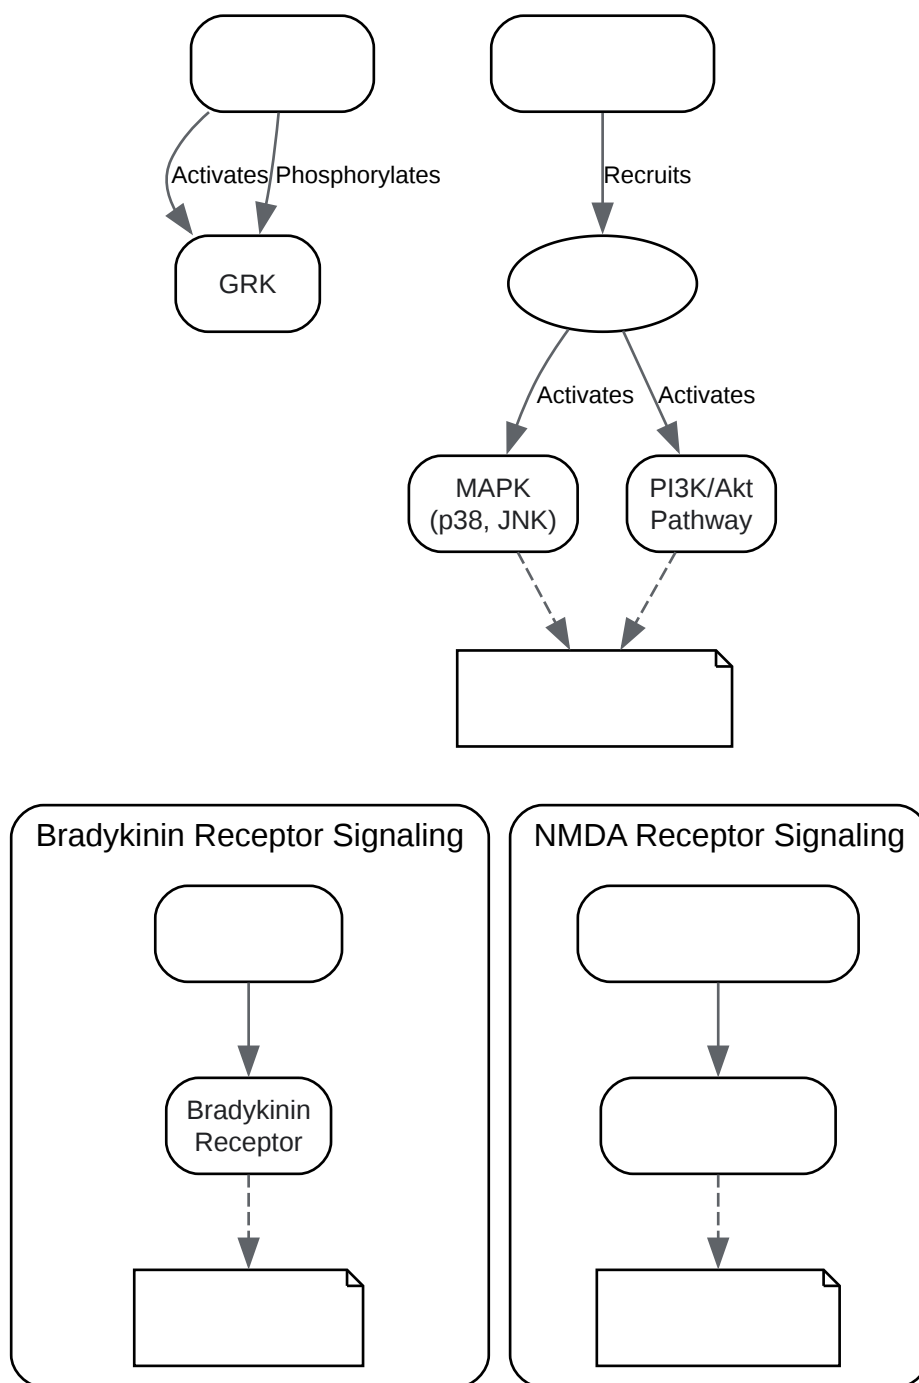 Activates
Phosphorylates
Recruits
GRK
Activates
Activates
MAPK
(p38, JNK)
PI3K/Akt
Pathway
Bradykinin Receptor Signaling
NMDA Receptor Signaling
Bradykinin
Receptor